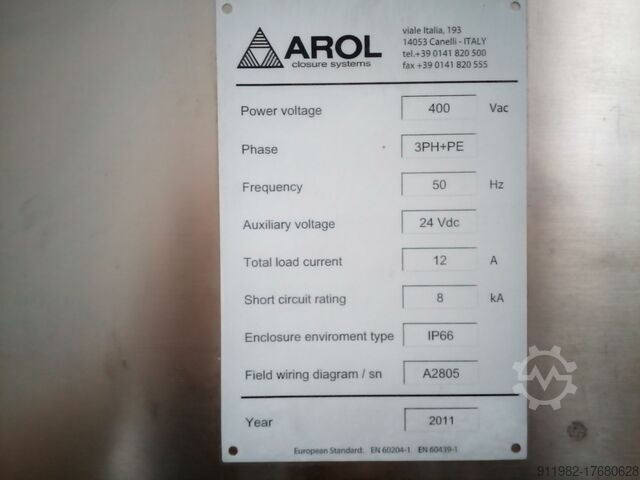 AROL
closure systems
viale Italia, 193
14053 Canelli - ITALY
tel.+39 0141 820 500
fax +39 0141 820 555
Power voltage 400 Vac
Phase 3PH+PE
Frequency 50 Hz
Auxiliary voltage 24 Vdc
Total load current 12 A
Short circuit rating 8 kA
Enclosure enviroment type IP66
Field wiring diagram / sn A2805
Year 2011
European Standard: EN 60204-1 EN 60439-1
911982-17680628